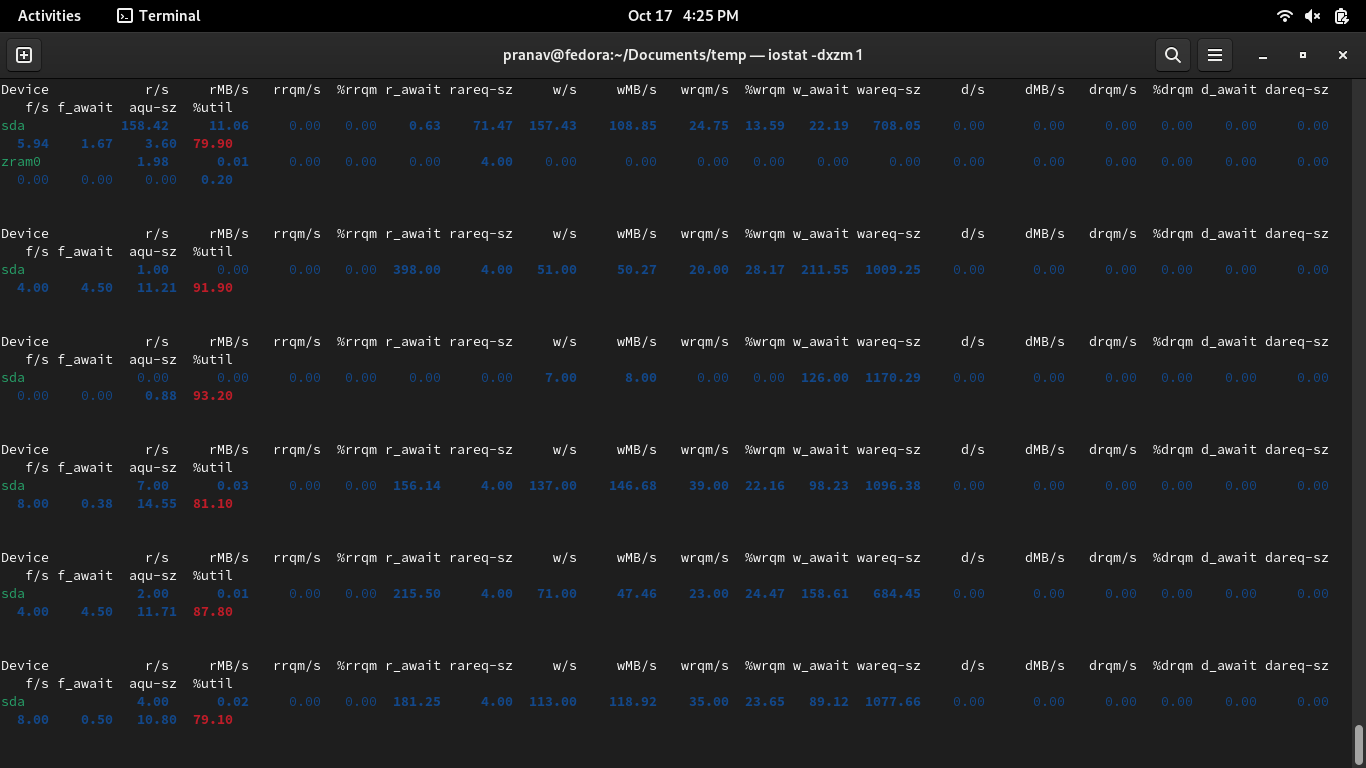 Activities Terminal Oct 17 4:25 PM
pranav@fedora:~/Documents/temp — iostat -dxzm 1
Device r/s rMB/s rrqm/s %rrqm r_await rareq-sz w/s wMB/s wrqm/s %wrqm w_await wareq-sz d/s dMB/s drqm/s %drqm d_await dareq-sz
f/s f_await aqu-sz %util
sda 158.42 11.06 0.00 0.00 0.63 71.47 157.43 108.85 24.75 13.59 22.19 708.05 0.00 0.00 0.00 0.00 0.00 0.00
5.94 1.67 3.60 79.90
zram0 1.98 0.01 0.00 0.00 0.00 4.00 0.00 0.00 0.00 0.00 0.00 0.00 0.00 0.00 0.00 0.00 0.00 0.00
0.00 0.00 0.00 0.20
Device r/s rMB/s rrqm/s %rrqm r_await rareq-sz w/s wMB/s wrqm/s %wrqm w_await wareq-sz d/s dMB/s drqm/s %drqm d_await dareq-sz
f/s f_await aqu-sz %util
sda 1.00 0.00 0.00 0.00 398.00 4.00 51.00 50.27 20.00 28.17 211.55 1009.25 0.00 0.00 0.00 0.00 0.00 0.00
4.00 4.50 11.21 91.90
Device r/s rMB/s rrqm/s %rrqm r_await rareq-sz w/s wMB/s wrqm/s %wrqm w_await wareq-sz d/s dMB/s drqm/s %drqm d_await dareq-sz
f/s f_await aqu-sz %util
sda 0.00 0.00 0.00 0.00 0.00 0.00 7.00 8.00 0.00 0.00 126.00 1170.29 0.00 0.00 0.00 0.00 0.00 0.00
0.00 0.00 0.88 93.20
Device r/s rMB/s rrqm/s %rrqm r_await rareq-sz w/s wMB/s wrqm/s %wrqm w_await wareq-sz d/s dMB/s drqm/s %drqm d_await dareq-sz
f/s f_await aqu-sz %util
sda 7.00 0.03 0.00 0.00 156.14 4.00 137.00 146.68 39.00 22.16 98.23 1096.38 0.00 0.00 0.00 0.00 0.00 0.00
8.00 0.38 14.55 81.10
Device r/s rMB/s rrqm/s %rrqm r_await rareq-sz w/s wMB/s wrqm/s %wrqm w_await wareq-sz d/s dMB/s drqm/s %drqm d_await dareq-sz
f/s f_await aqu-sz %util
sda 2.00 0.01 0.00 0.00 215.50 4.00 71.00 47.46 23.00 24.47 158.61 684.45 0.00 0.00 0.00 0.00 0.00 0.00
4.00 4.50 11.71 87.80
Device r/s rMB/s rrqm/s %rrqm r_await rareq-sz w/s wMB/s wrqm/s %wrqm w_await wareq-sz d/s dMB/s drqm/s %drqm d_await dareq-sz
f/s f_await aqu-sz %util
sda 4.00 0.02 0.00 0.00 181.25 4.00 113.00 118.92 35.00 23.65 89.12 1077.66 0.00 0.00 0.00 0.00 0.00 0.00
8.00 0.50 10.80 79.10